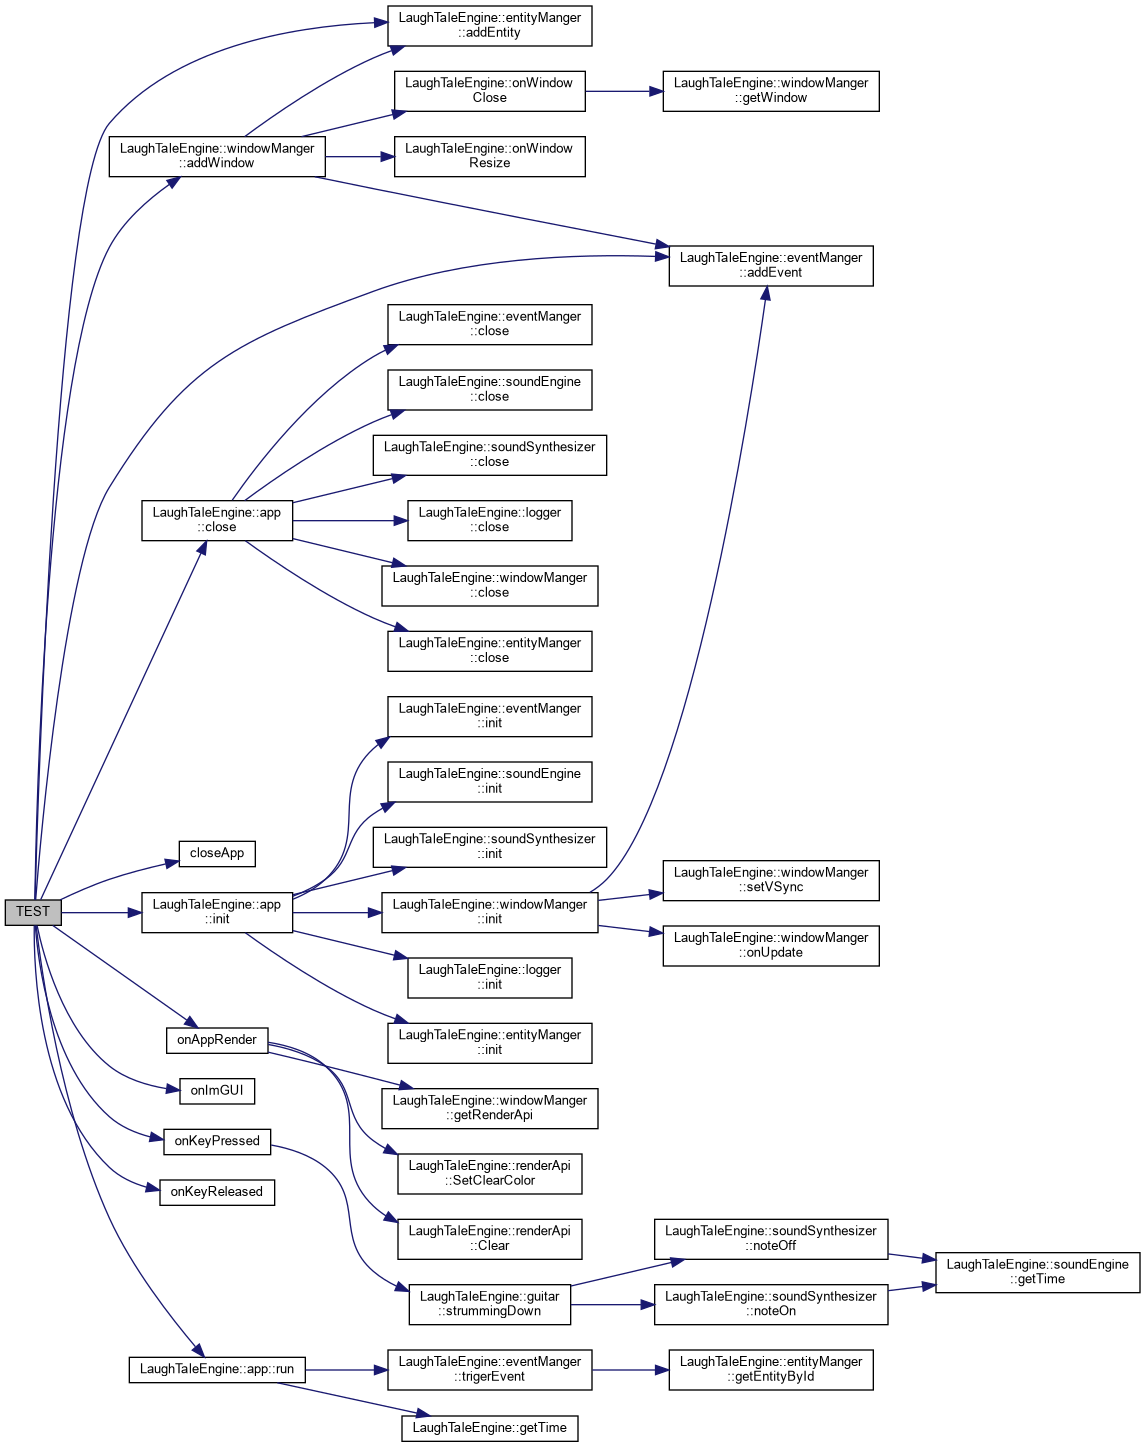 LaughTaleEngine::entityManger
::addEntity
LaughTaleEngine::onWindow
Close
LaughTaleEngine::windowManger
::getWindow
LaughTaleEngine::windowManger
::addWindow
LaughTaleEngine::onWindow
Resize
LaughTaleEngine::eventManger
::addEvent
LaughTaleEngine::eventManger
::close
LaughTaleEngine::soundEngine
::close
LaughTaleEngine::soundSynthesizer
::close
LaughTaleEngine::app
::close
LaughTaleEngine::logger
::close
LaughTaleEngine::windowManger
::close
LaughTaleEngine::entityManger
::close
LaughTaleEngine::eventManger
::init
LaughTaleEngine::soundEngine
::init
LaughTaleEngine::soundSynthesizer
::init
closeApp
LaughTaleEngine::windowManger
::setVSync
TEST
LaughTaleEngine::app
::init
LaughTaleEngine::windowManger
::init
LaughTaleEngine::windowManger
::onUpdate
LaughTaleEngine::logger
::init
onAppRender
LaughTaleEngine::entityManger
::init
onImGUI
LaughTaleEngine::windowManger
::getRenderApi
onKeyPressed
LaughTaleEngine::renderApi
::SetClearColor
onKeyReleased
LaughTaleEngine::renderApi
::Clear
LaughTaleEngine::soundSynthesizer
::noteOff
LaughTaleEngine::soundEngine
::getTime
LaughTaleEngine::guitar
::strummingDown
LaughTaleEngine::soundSynthesizer
::noteOn
LaughTaleEngine::app::run
LaughTaleEngine::eventManger
::trigerEvent
LaughTaleEngine::entityManger
::getEntityById
LaughTaleEngine::getTime